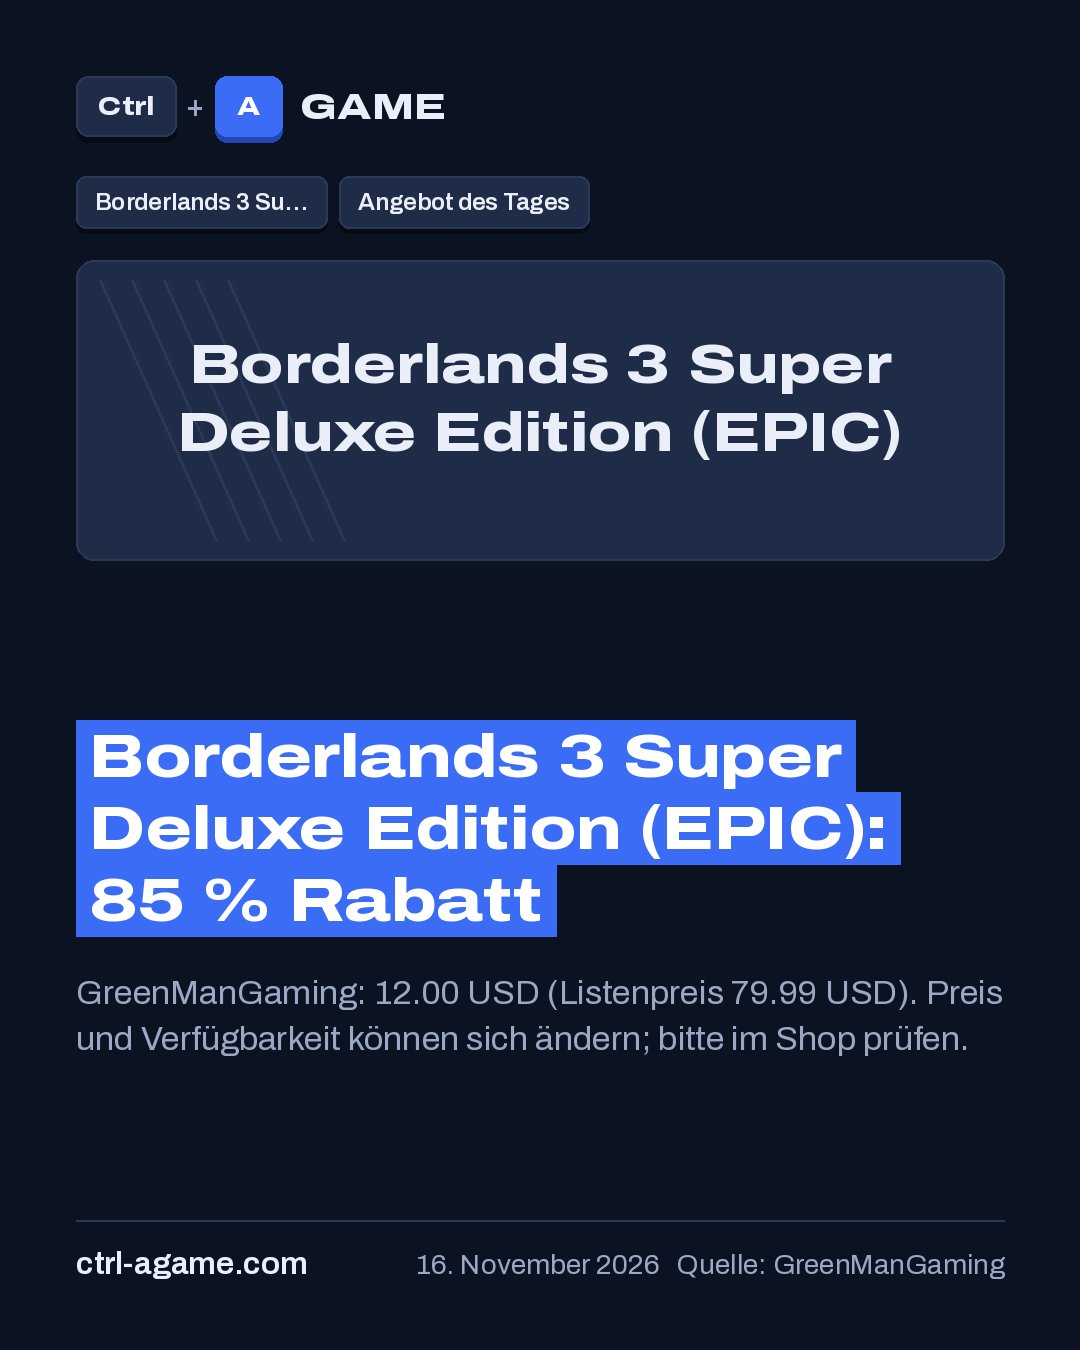 Ctrl + A GAME
Borderlands 3 Su... Angebot des Tages
Borderlands 3 Super
Deluxe Edition (EPIC)
Borderlands 3 Super
Deluxe Edition (EPIC):
85 % Rabatt
GreenManGaming: 12.00 USD (Listenpreis 79.99 USD). Preis
und Verfügbarkeit können sich ändern; bitte im Shop prüfen.
ctrl-agame.com 16. November 2026 Quelle: GreenManGaming